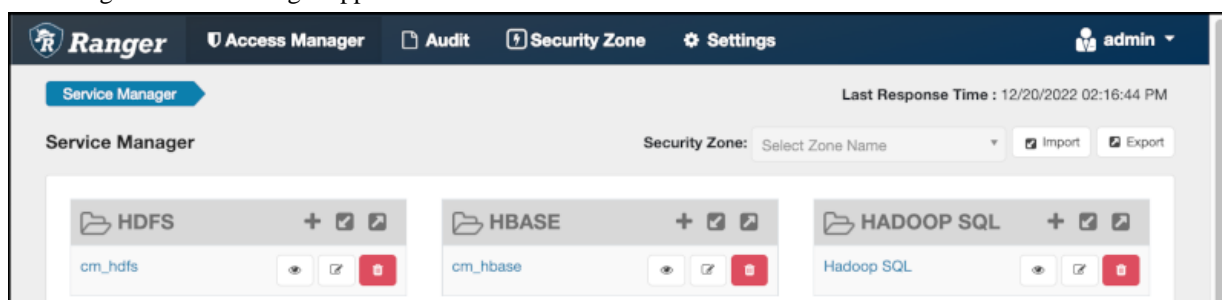 Ranger Access Manager Audit Security Zone Settings admin
Service Manager Last Response Time : 12/20/2022 02:16:44 PM
Service Manager Security Zone: Select Zone Name Import Export
HDFS HBASE HADOOP SQL
cm_hdfs cm_hbase Hadoop SQL